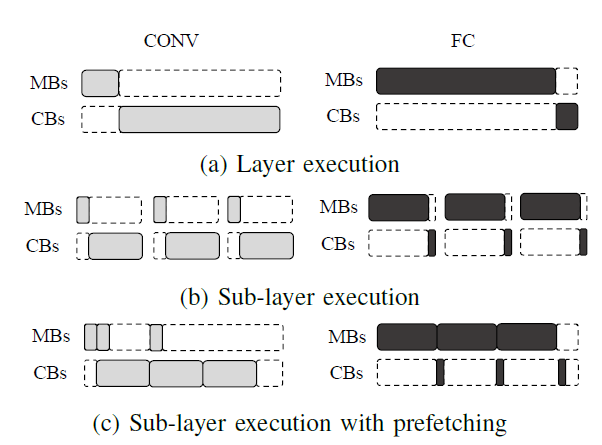 CONV FC
MBs MBs
CBs CBs
(a) Layer execution
MBs MBs
CBs CBs
(b) Sub-layer execution
MBs MBs
CBs CBs
(c) Sub-layer execution with prefetching